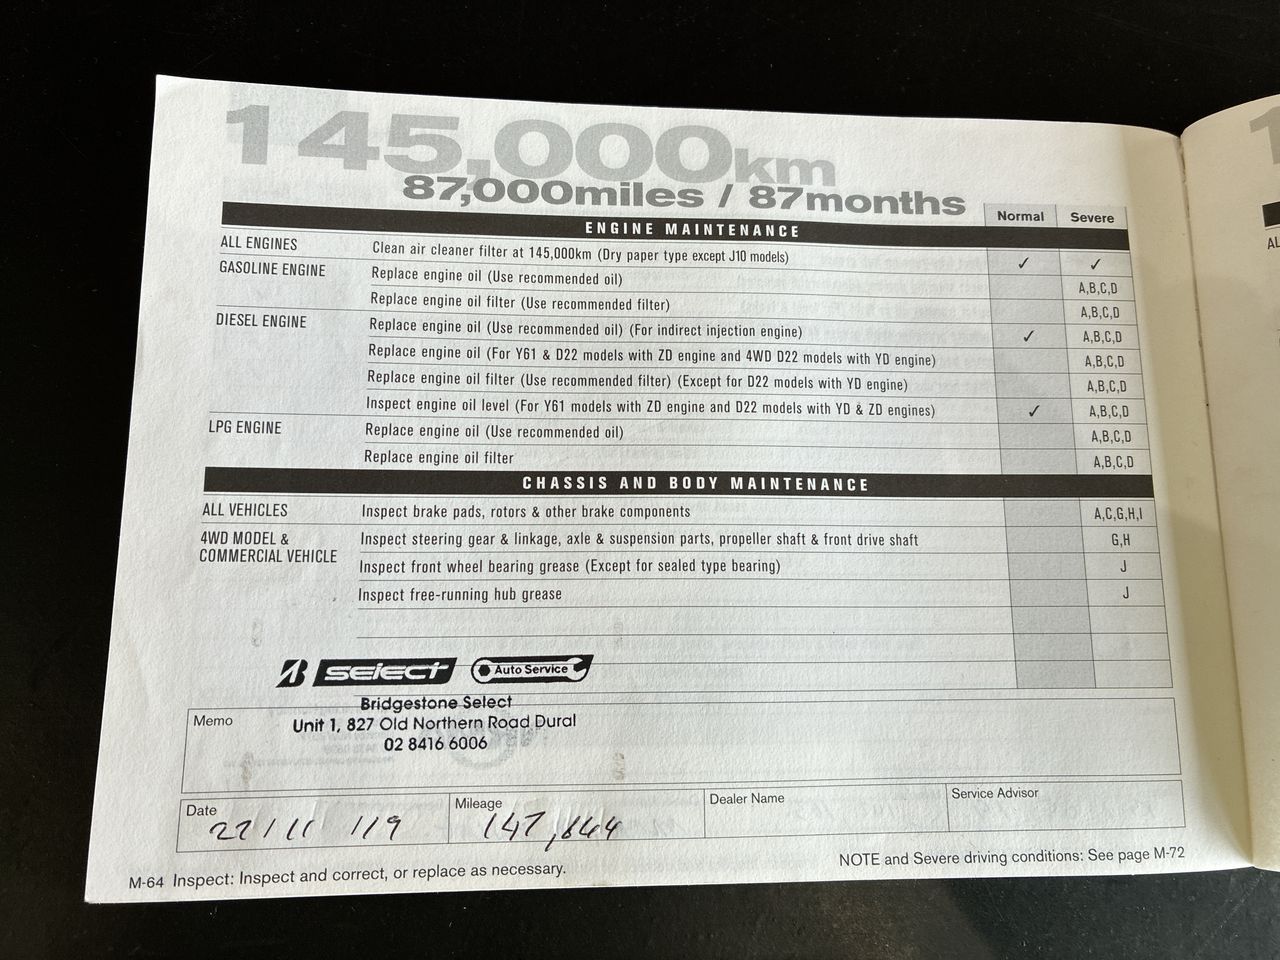 145,000km
87,000miles / 87months
Normal Severe
ENGINE MAINTENANCE
ALL ENGINES Clean air cleaner filter at 145,000km (Dry paper type except J10 models) ✓ ✓
GASOLINE ENGINE Replace engine oil (Use recommended oil) A,B,C,D
Replace engine oil filter (Use recommended filter) A,B,C,D
DIESEL ENGINE Replace engine oil (Use recommended oil) (For indirect injection engine) ✓ A,B,C,D
Replace engine oil (For Y61 & D22 models with ZD engine and 4WD D22 models with YD engine) A,B,C,D
Replace engine oil filter (Use recommended filter) (Except for D22 models with YD engine) A,B,C,D
Inspect engine oil level (For Y61 models with ZD engine and D22 models with YD & ZD engines) ✓ A,B,C,D
LPG ENGINE Replace engine oil (Use recommended oil) A,B,C,D
Replace engine oil filter A,B,C,D
CHASSIS AND BODY MAINTENANCE
ALL VEHICLES Inspect brake pads, rotors & other brake components A,C,G,H,I
4WD MODEL & Inspect steering gear & linkage, axle & suspension parts, propeller shaft & front drive shaft G,H
COMMERCIAL VEHICLE Inspect front wheel bearing grease (Except for sealed type bearing) J
Inspect free-running hub grease J
B SELECT Auto Service
Bridgestone Select
Unit 1, 827 Old Northern Road Dural
02 8416 6006
Memo
Date 22/11/19 Mileage 147,644 Dealer Name Service Advisor
M-64 Inspect: Inspect and correct, or replace as necessary. NOTE and Severe driving conditions: See page M-72